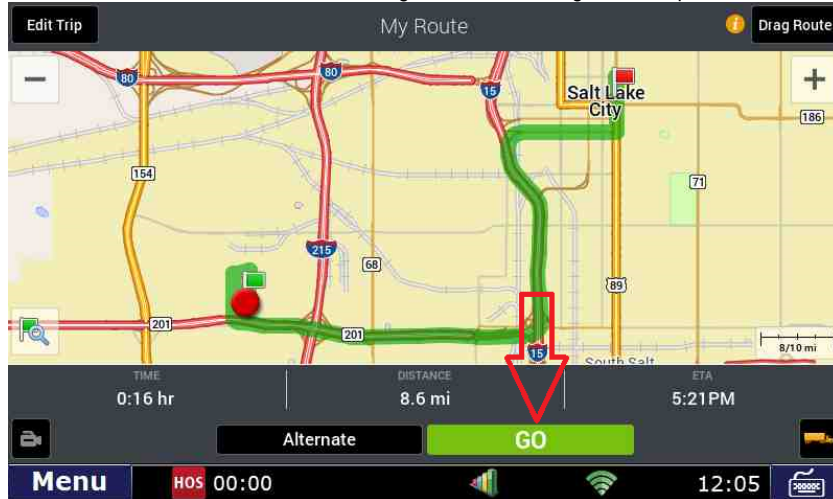 Edit Trip
My Route
Drag Route
80
80
15
Salt Lake
City
186
154
71
215
68
89
201
201
15
South Salt
8/10 mi
TIME
DISTANCE
ETA
0:16 hr
8.6 mi
5:21PM
Alternate
GO
Menu
HOS 00:00
12:05